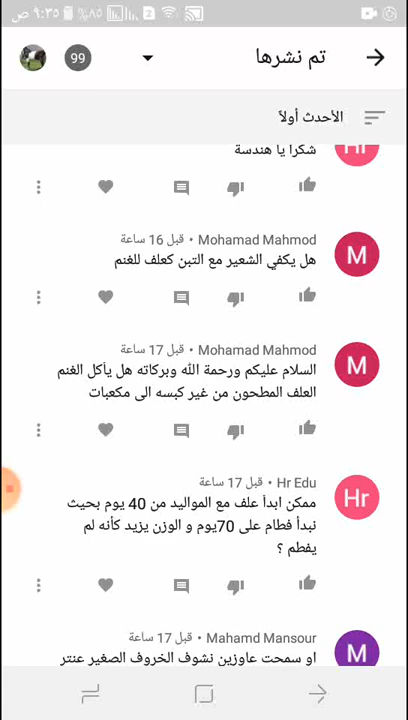 ٩:٣٥ ص ٨٥% 2
تم نشرها 99
الأحدث أولاً
شكرا يا هندسة
Hr
Mohamad Mahmod • قبل 16 ساعة
هل يكفي الشعير مع التبن كعلف للغنم
M
Mohamad Mahmod • قبل 17 ساعة
السلام عليكم ورحمة الله وبركاته هل يأكل الغنم
العلف المطحون من غير كبسه الى مكعبات
M
Hr Edu • قبل 17 ساعة
ممكن ابدأ علف مع المواليد من 40 يوم بحيث
نبدأ فطام على 70يوم و الوزن يزيد كأنه لم
يفطم ؟
Hr
Mahamd Mansour • قبل 17 ساعة
او سمحت عاوزين نشوف الخروف الصغير عنتر
M